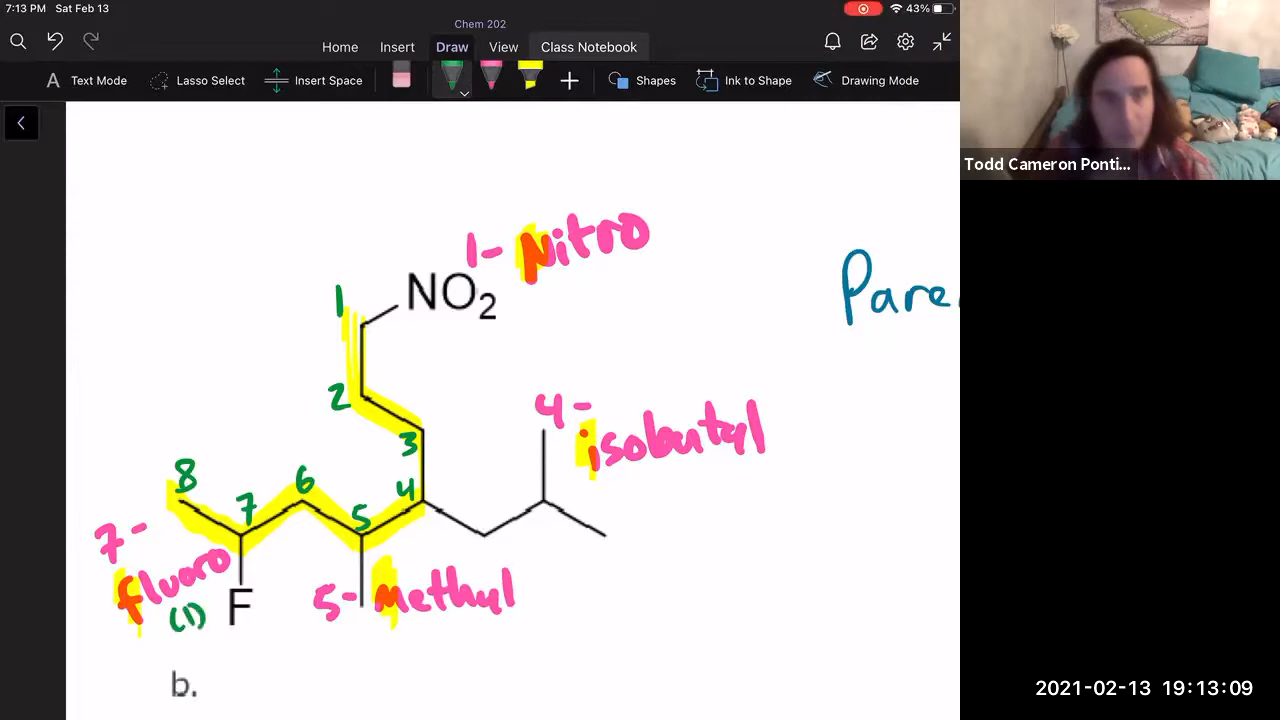 7:13 PM Sat Feb 13
43%
Chem 202
Home Insert Draw View Class Notebook
Text Mode Lasso Select Insert Space Shapes Ink to Shape Drawing Mode
Todd Cameron Ponti...
1- Nitro
1 NO2
Pare
2
4-
isobutyl
3
8 7 6 5 4
7-
fluoro
5-methyl
(1) F
b.
2021-02-13 19:13:09